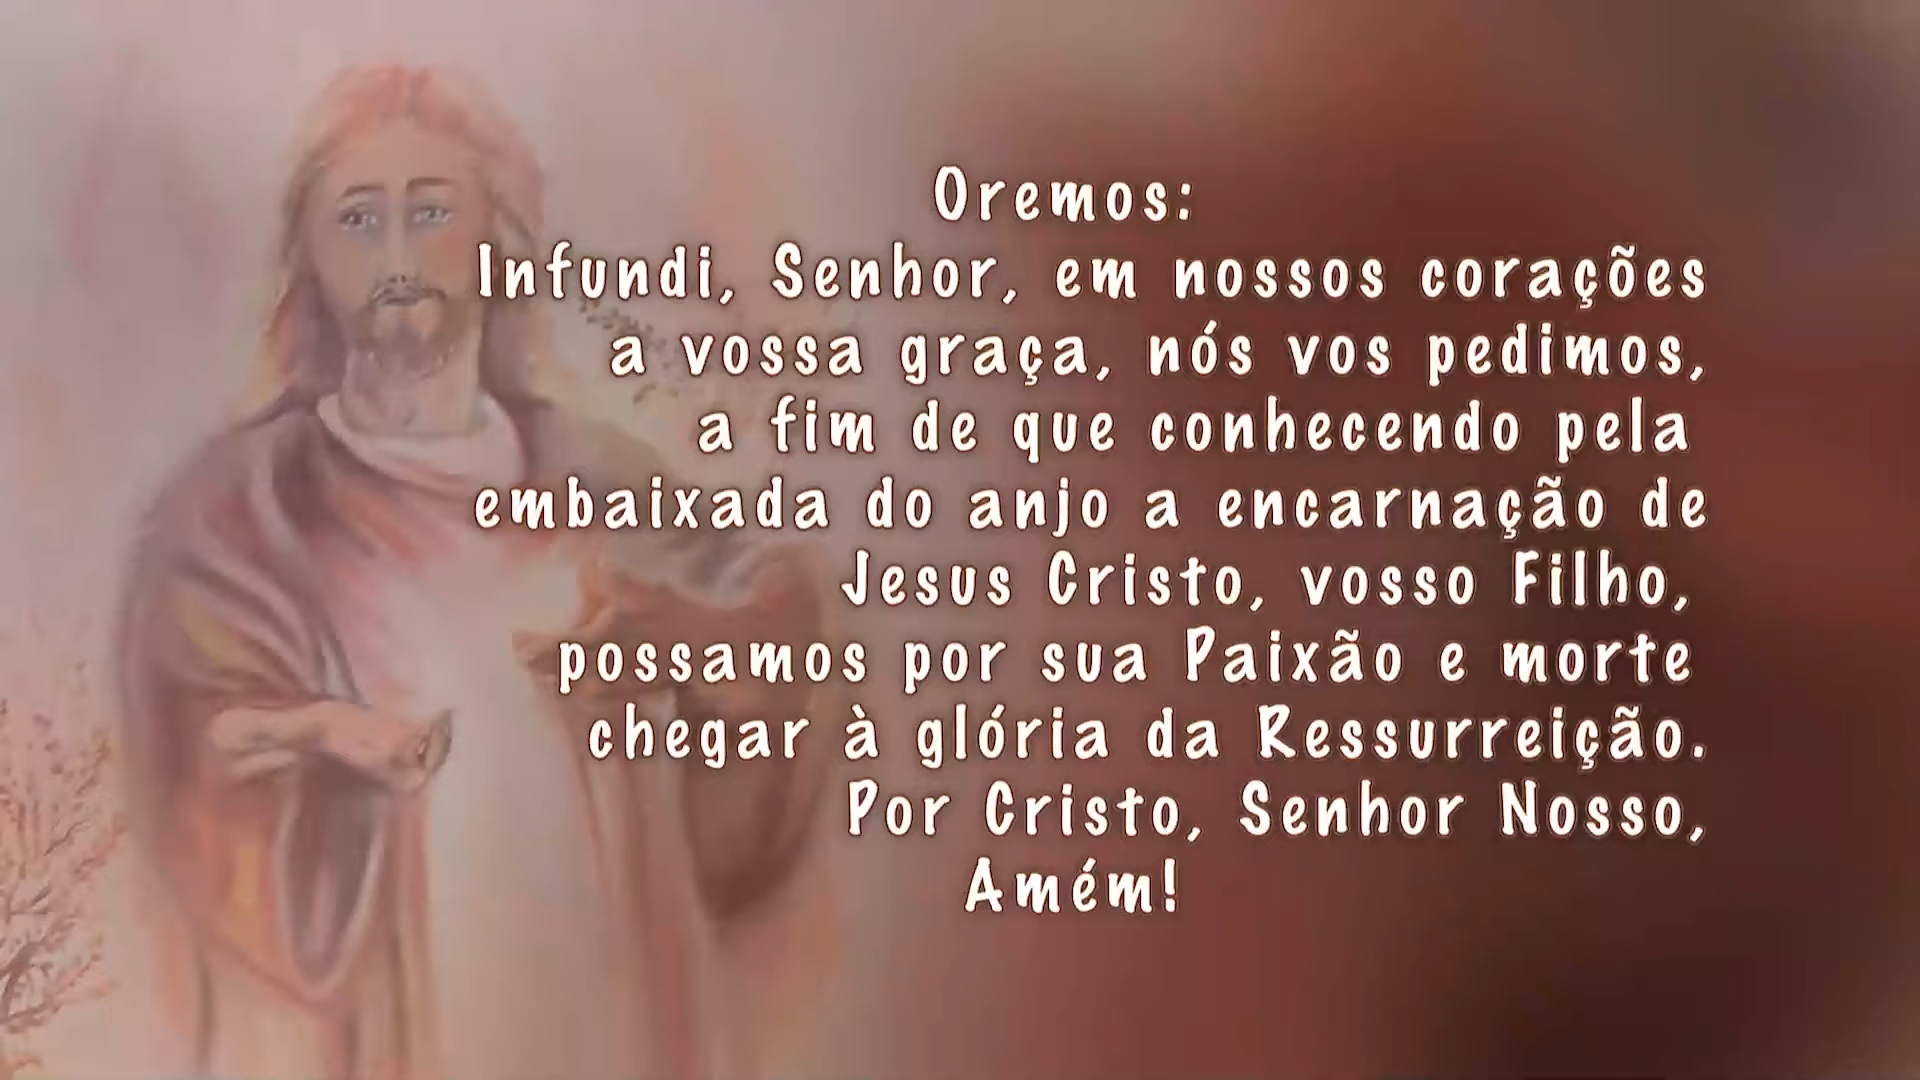 Oremos:
Infundi, Senhor, em nossos corações
a vossa graça, nós vos pedimos,
a fim de que conhecendo pela
embaixada do anjo a encarnação de
Jesus Cristo, vosso Filho,
possamos por sua Paixão e morte
chegar à glória da Ressurreição.
Por Cristo, Senhor Nosso,
Amém!